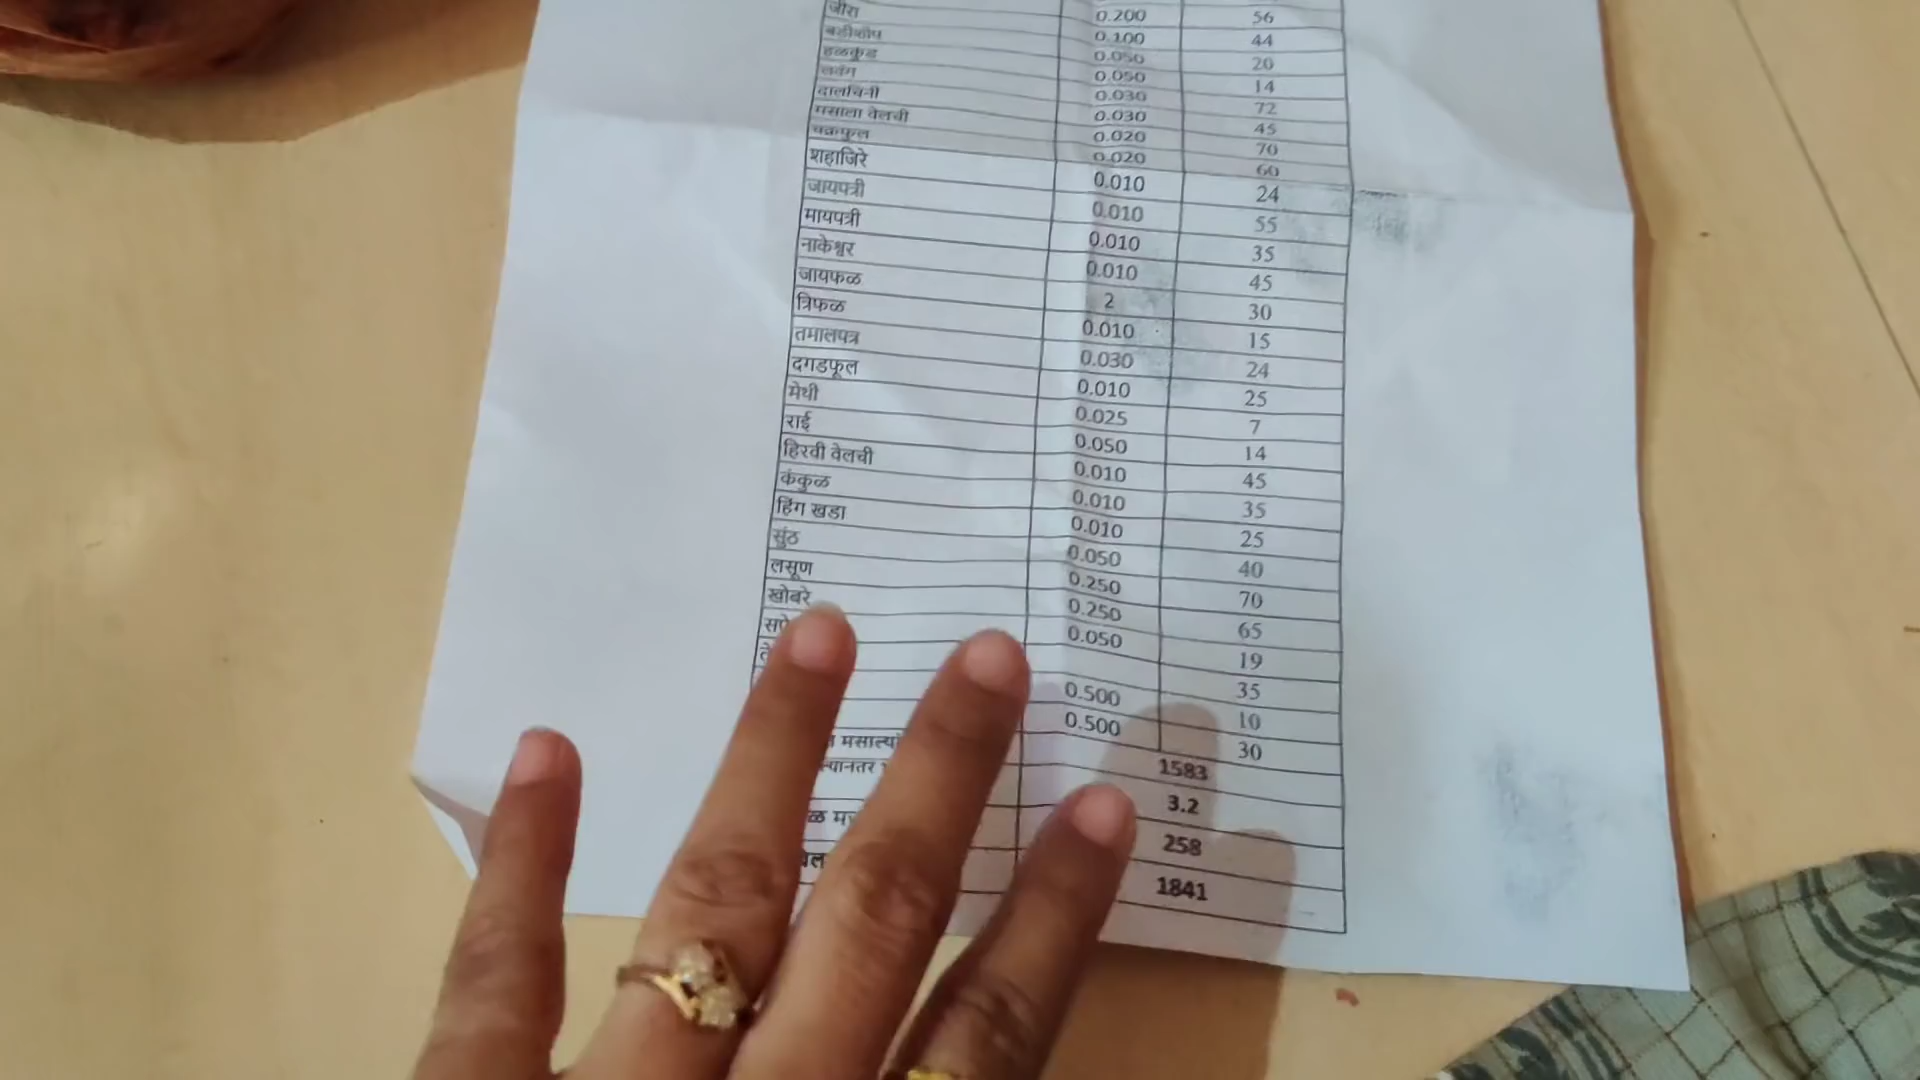 0.200 56
जीरा 0.100 44
बडीशोप 0.050 20
हळकुंड 0.050 14
लवंग 0.030 72
दालचिनी 0.030 45
मसाला वेलची 0.020 70
चक्रफुल 0.020 60
शहाजिरे 0.010 24
जायपत्री 0.010 55
मायपत्री 0.010 35
नाकेश्वर 0.010 45
जायफळ 2 30
त्रिफळ 0.010 15
तमालपत्र 0.030 24
दगडफूल 0.010 25
मेथी 0.025 7
राई 0.050 14
हिरवी वेलची 0.010 45
कंकुळ 0.010 35
हिंग खडा 0.010 25
सुंठ 0.050 40
लसूण 0.250 70
खोबरे 0.250 65
0.050 19
35
0.500 10
0.500 30
1583
3.2
258
1841